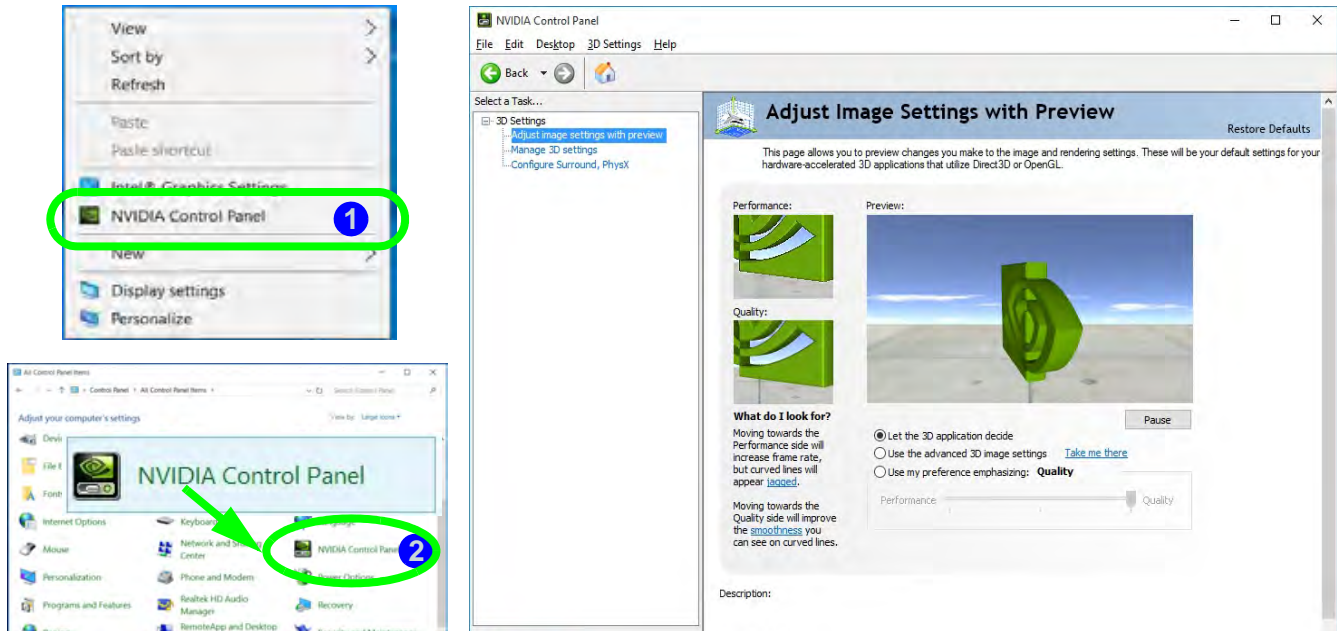 View
Sort by
Refresh
Paste
Paste shortcut
Intel® Graphics Settings
NVIDIA Control Panel
1
New
Display settings
Personalize
All Control Panel Items
Control Panel
All Control Panel Items
Search Control Panel
Adjust your computer's settings
View by: Large icons
NVIDIA Control Panel
Internet Options
Keyboard
Mouse
Network and Sharing
Center
NVIDIA Control Panel
2
Personalization
Phone and Modem
Power Options
Programs and Features
Realtek HD Audio
Manager
Recovery
RemoteApp and Desktop
NVIDIA Control Panel
File Edit Desktop 3D Settings Help
Back
Select a Task...
3D Settings
Adjust image settings with preview
Manage 3D settings
Configure Surround, PhysX
Adjust Image Settings with Preview
Restore Defaults
This page allows you to preview changes you make to the image and rendering settings. These will be your default settings for your
hardware-accelerated 3D applications that utilize Direct3D or OpenGL.
Performance:
Preview:
Quality:
What do I look for?
Moving towards the
Performance side will
increase frame rate,
but curved lines will
appear jagged.
Moving towards the
Quality side will improve
the smoothness you
can see on curved lines.
Pause
Let the 3D application decide
Use the advanced 3D image settings Take me there
Use my preference emphasizing: Quality
Performance
Quality
Description: